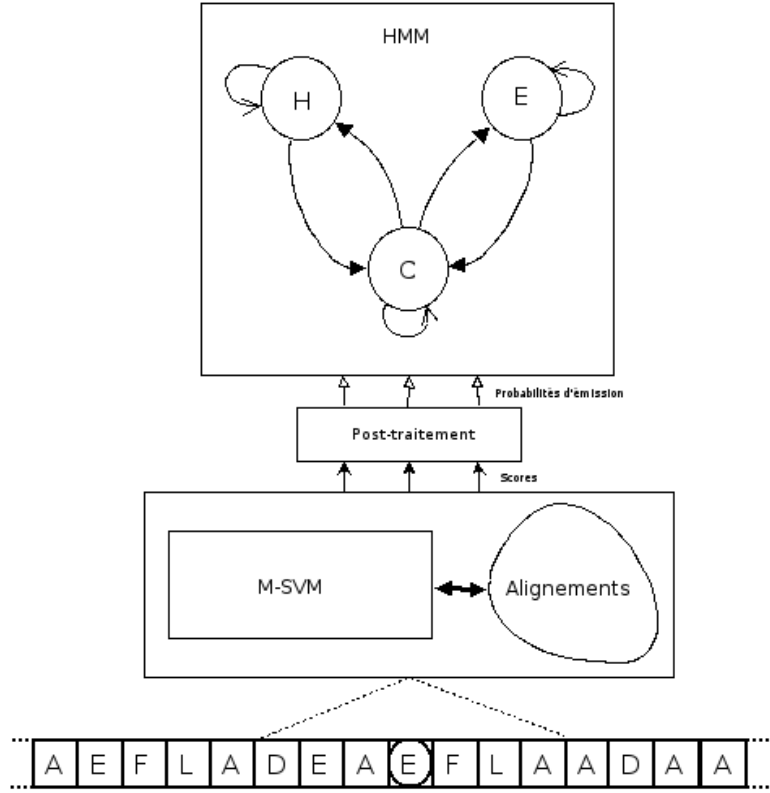 HMM
H E
C
Probabilités d'émission
Post-traitement
Scores
M-SVM Alignements
A E F L A D E A E F L A A D A A